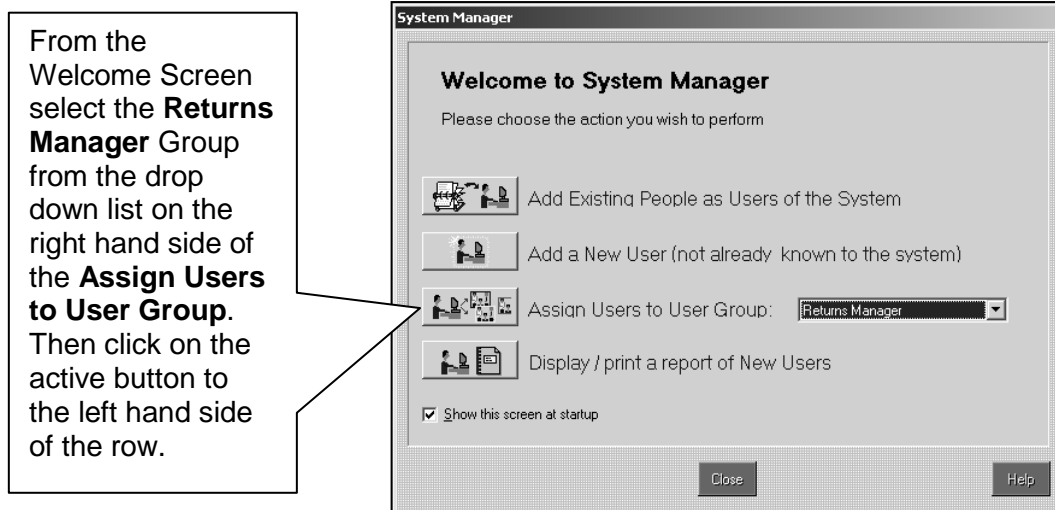 From the
Welcome Screen
select the Returns
Manager Group
from the drop
down list on the
right hand side of
the Assign Users
to User Group.
Then click on the
active button to
the left hand side
of the row.
System Manager
Welcome to System Manager
Please choose the action you wish to perform
Add Existing People as Users of the System
Add a New User (not already known to the system)
Assign Users to User Group: Returns Manager
Display / print a report of New Users
Show this screen at startup
Close Help